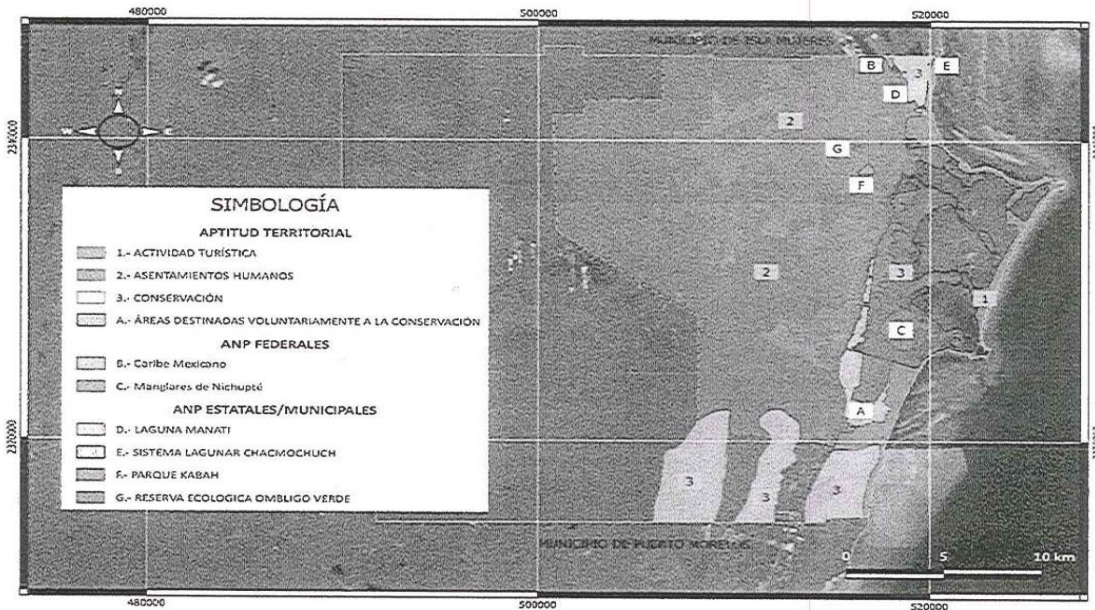 480000 500000 520000
MUNICIPIO DE ISLA MUJERES
B 3 E
D
N
2340000
W E
2
G
F
SIMBOLOGÍA
APTITUD TERRITORIAL
1.- ACTIVIDAD TURÍSTICA
2.- ASENTAMIENTOS HUMANOS
3.- CONSERVACIÓN
A.- ÁREAS DESTINADAS VOLUNTARIAMENTE A LA CONSERVACIÓN
ANP FEDERALES
B.- Caribe Mexicano
C.- Manglares de Nichupté
ANP ESTATALES/MUNICIPALES
D.- LAGUNA MANATI
E.- SISTEMA LAGUNAR CHACMOCHUCH
F.- PARQUE KABAH
G.- RESERVA ECOLOGICA OMBLIGO VERDE
2 3
1
C
A
2320000
3 3 3
MUNICIPIO DE PUERTO MORELOS
0 5 10 km
480000 500000 520000